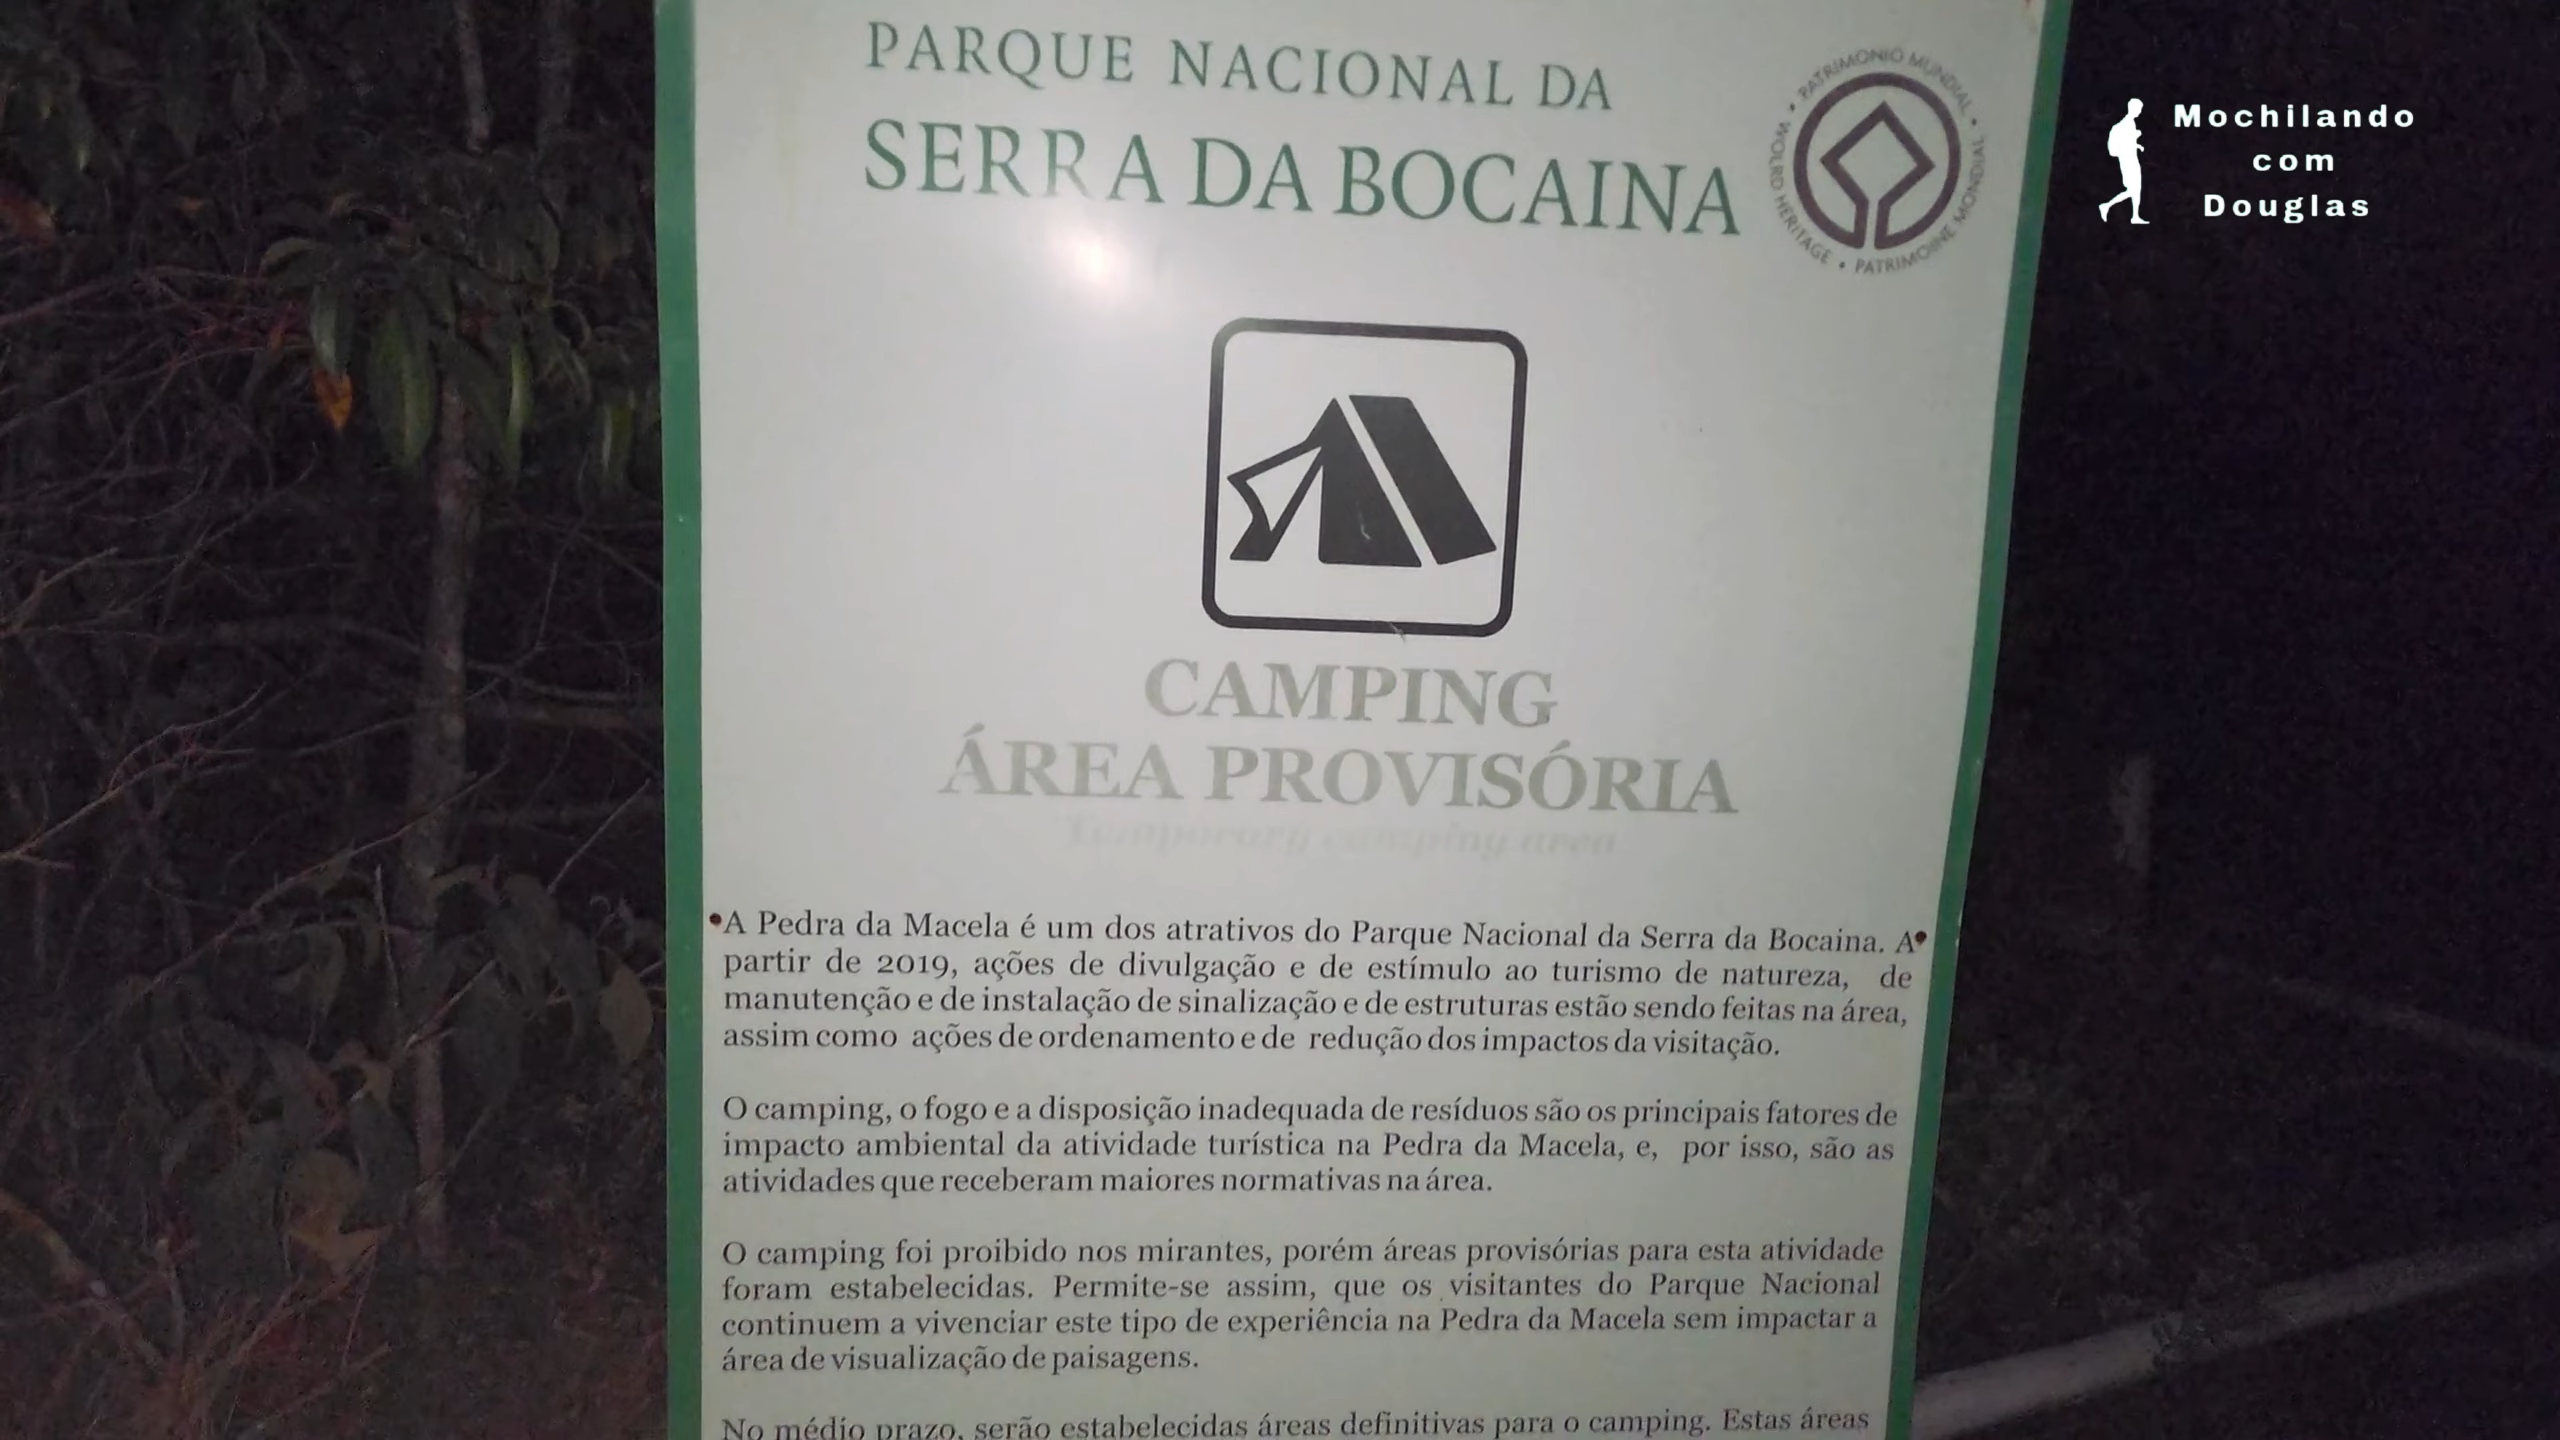 PARQUE NACIONAL DA
SERRA DA BOCAINA
• PATRIMONIO MUNDIAL • WOLRD HERITAGE • PATRIMOINE MONDIAL
Mochilando
com
Douglas
CAMPING
ÁREA PROVISÓRIA
Temporary camping area
A Pedra da Macela é um dos atrativos do Parque Nacional da Serra da Bocaina. A
partir de 2019, ações de divulgação e de estímulo ao turismo de natureza, de
manutenção e de instalação de sinalização e de estruturas estão sendo feitas na área,
assim como ações de ordenamento e de redução dos impactos da visitação.
O camping, o fogo e a disposição inadequada de resíduos são os principais fatores de
impacto ambiental da atividade turística na Pedra da Macela, e, por isso, são as
atividades que receberam maiores normativas na área.
O camping foi proibido nos mirantes, porém áreas provisórias para esta atividade
foram estabelecidas. Permite-se assim, que os visitantes do Parque Nacional
continuem a vivenciar este tipo de experiência na Pedra da Macela sem impactar a
área de visualização de paisagens.
No médio prazo, serão estabelecidas áreas definitivas para o camping. Estas áreas